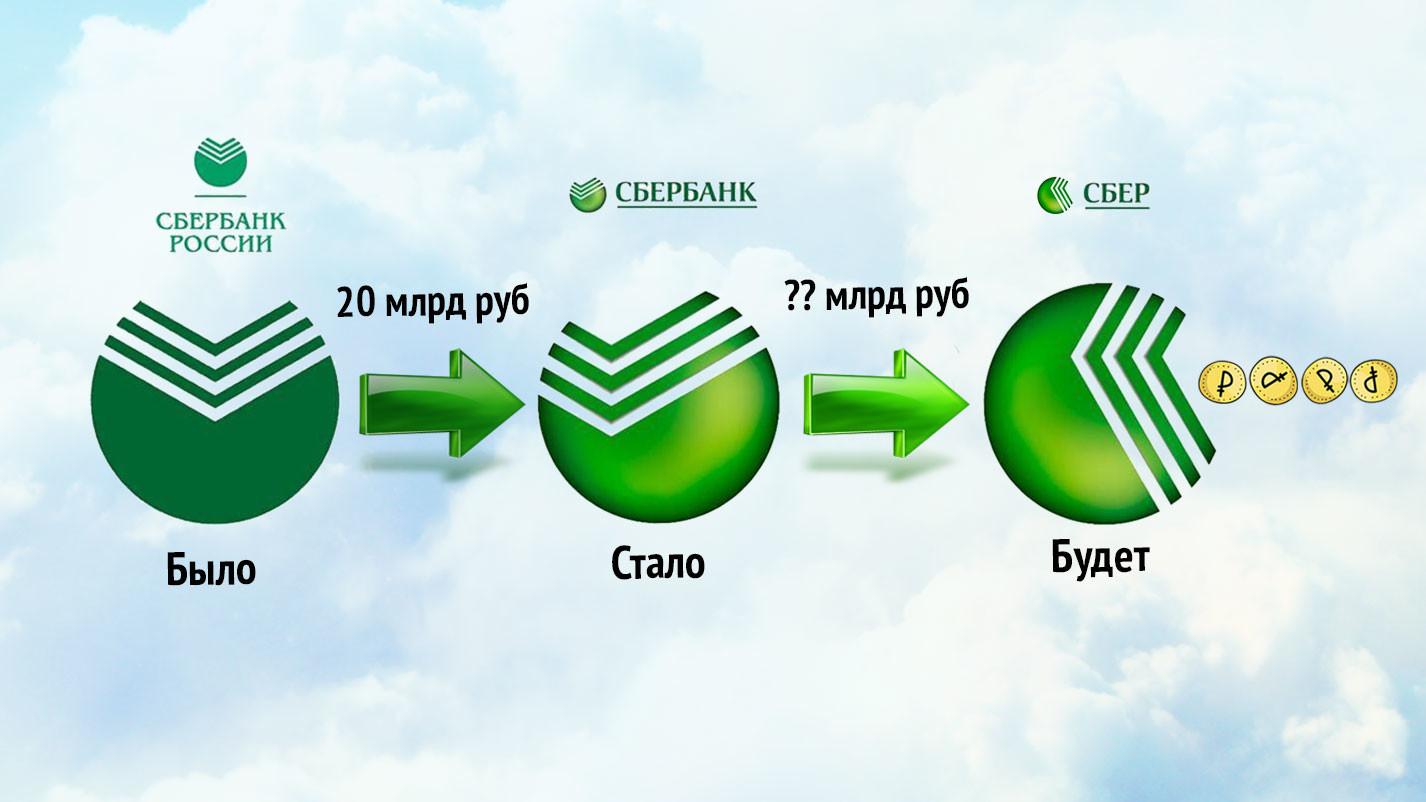 СБЕРБАНК
РОССИИ
СБЕРБАНК
СБЕР
20 млрд руб
?? млрд руб
₽ ₽ ₽ ₽
Было
Стало
Будет